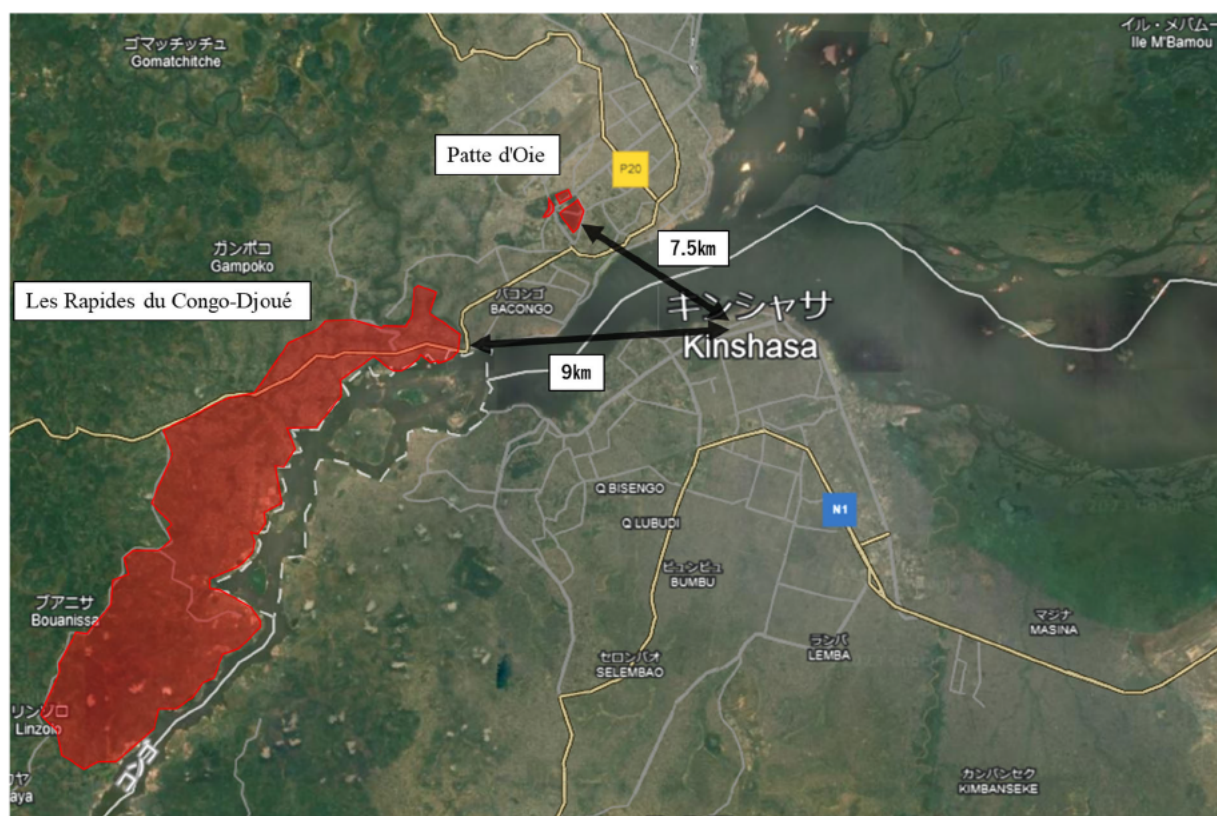 ゴマッチッチュ
Gomatchitche
イル・メバムー
Ile M'Bamou
Patte d'Oie
P20
ガンポコ
Gampoko
7.5km
Les Rapides du Congo-Djoué
バコンゴ
BACONGO
キンシャサ
Kinshasa
9km
Q BISENGO
N1
Q LUBUDI
ビュンビュ
BUMBU
ブアニサ
Bouanissa
マジナ
MASINA
ランバ
LEMBA
セロンバオ
SELEMBAO
リンゾロ
Linzolo
カヤ
aya
カンバンセク
KIMBANSEKE